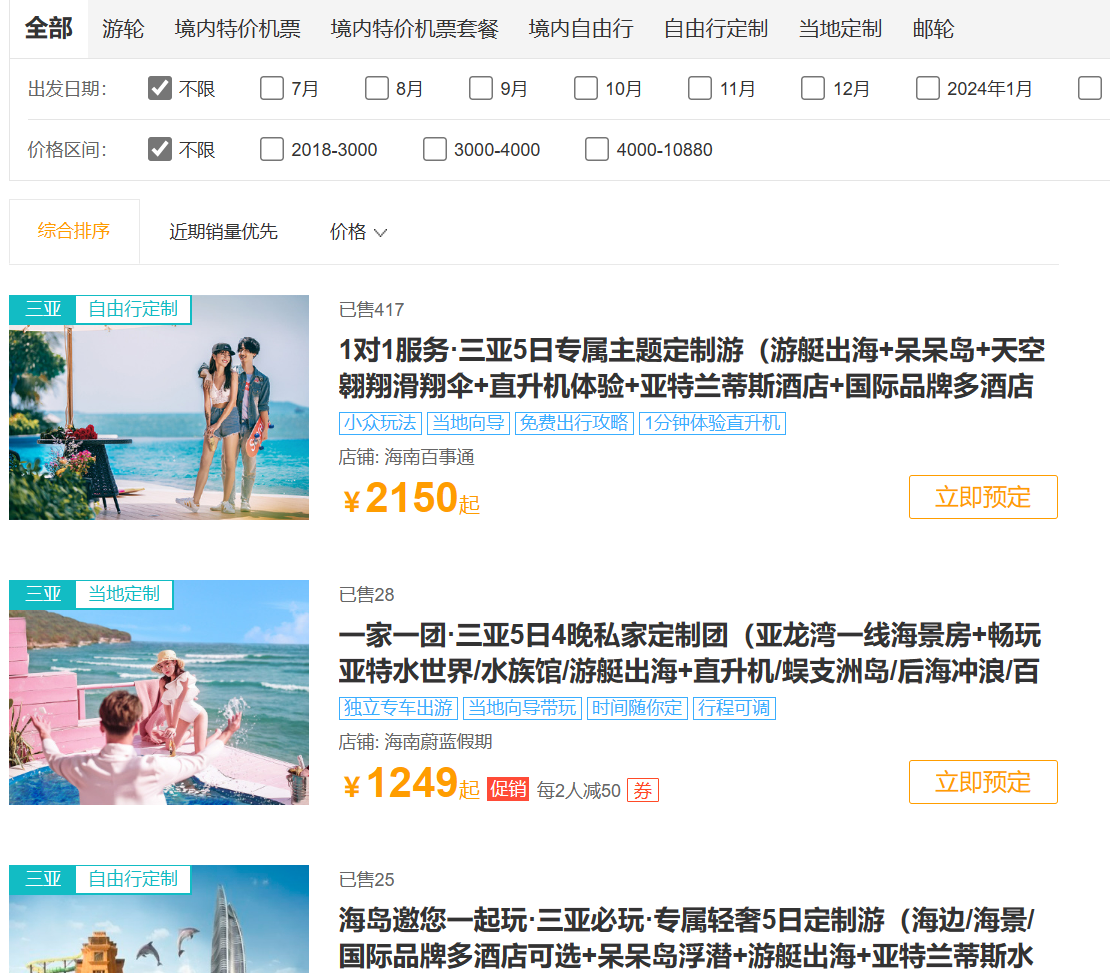 全部 游轮 境内特价机票 境内特价机票套餐 境内自由行 自由行定制 当地定制 邮轮
出发日期: 不限 7月 8月 9月 10月 11月 12月 2024年1月
价格区间: 不限 2018-3000 3000-4000 4000-10880
综合排序 近期销量优先 价格
三亚 自由行定制
已售417
1对1服务·三亚5日专属主题定制游（游艇出海+呆呆岛+天空
翱翔滑翔伞+直升机体验+亚特兰蒂斯酒店+国际品牌多酒店
小众玩法 当地向导 免费出行攻略 1分钟体验直升机
店铺: 海南百事通
¥2150起
立即预定
三亚 当地定制
已售28
一家一团·三亚5日4晚私家定制团（亚龙湾一线海景房+畅玩
亚特水世界/水族馆/游艇出海+直升机/蜈支洲岛/后海冲浪/百
独立专车出游 当地向导带玩 时间随你定 行程可调
店铺: 海南蔚蓝假期
¥1249起 促销 每2人减50 券
立即预定
三亚 自由行定制
已售25
海岛邀您一起玩·三亚必玩·专属轻奢5日定制游（海边/海景/
国际品牌多酒店可选+呆呆岛浮潜+游艇出海+亚特兰蒂斯水